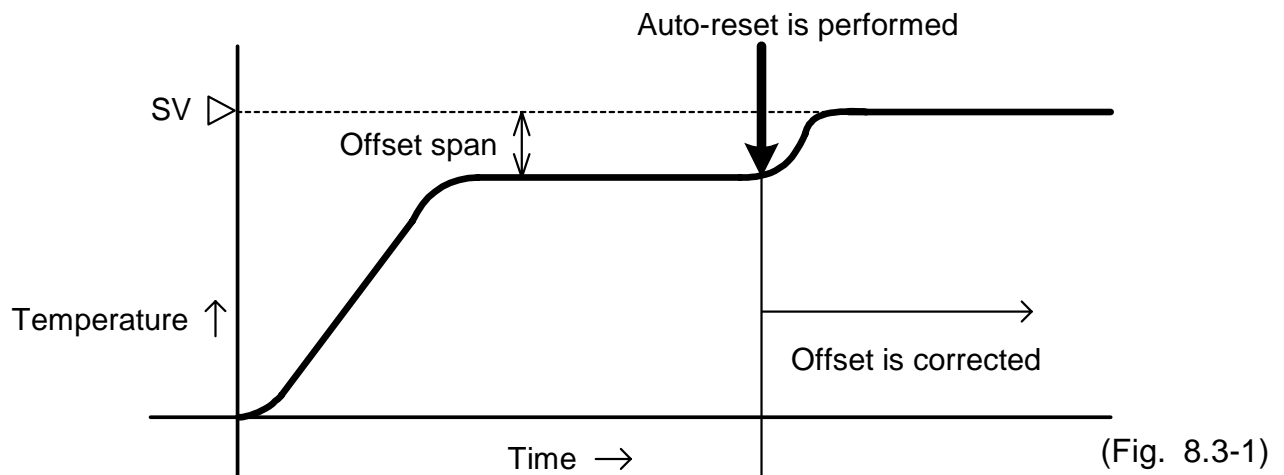 Auto-reset is performed
SV
Offset span
Temperature ↑
Offset is corrected
Time →
(Fig. 8.3-1)